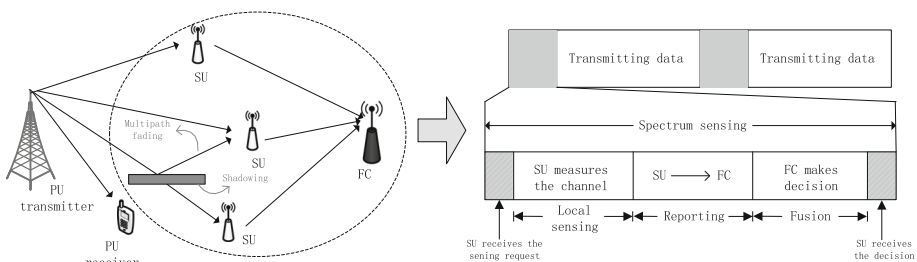 SU
Multipath
fading
SU
PU
transmitter
Shadowing
FC
SU
PU
receiver
Transmitting data
Transmitting data
Spectrum sensing
SU measures
the channel
SU
FC
FC makes
decision
Local
sensing
Reporting
Fusion
SU receives the
sening request
SU receives
the decision